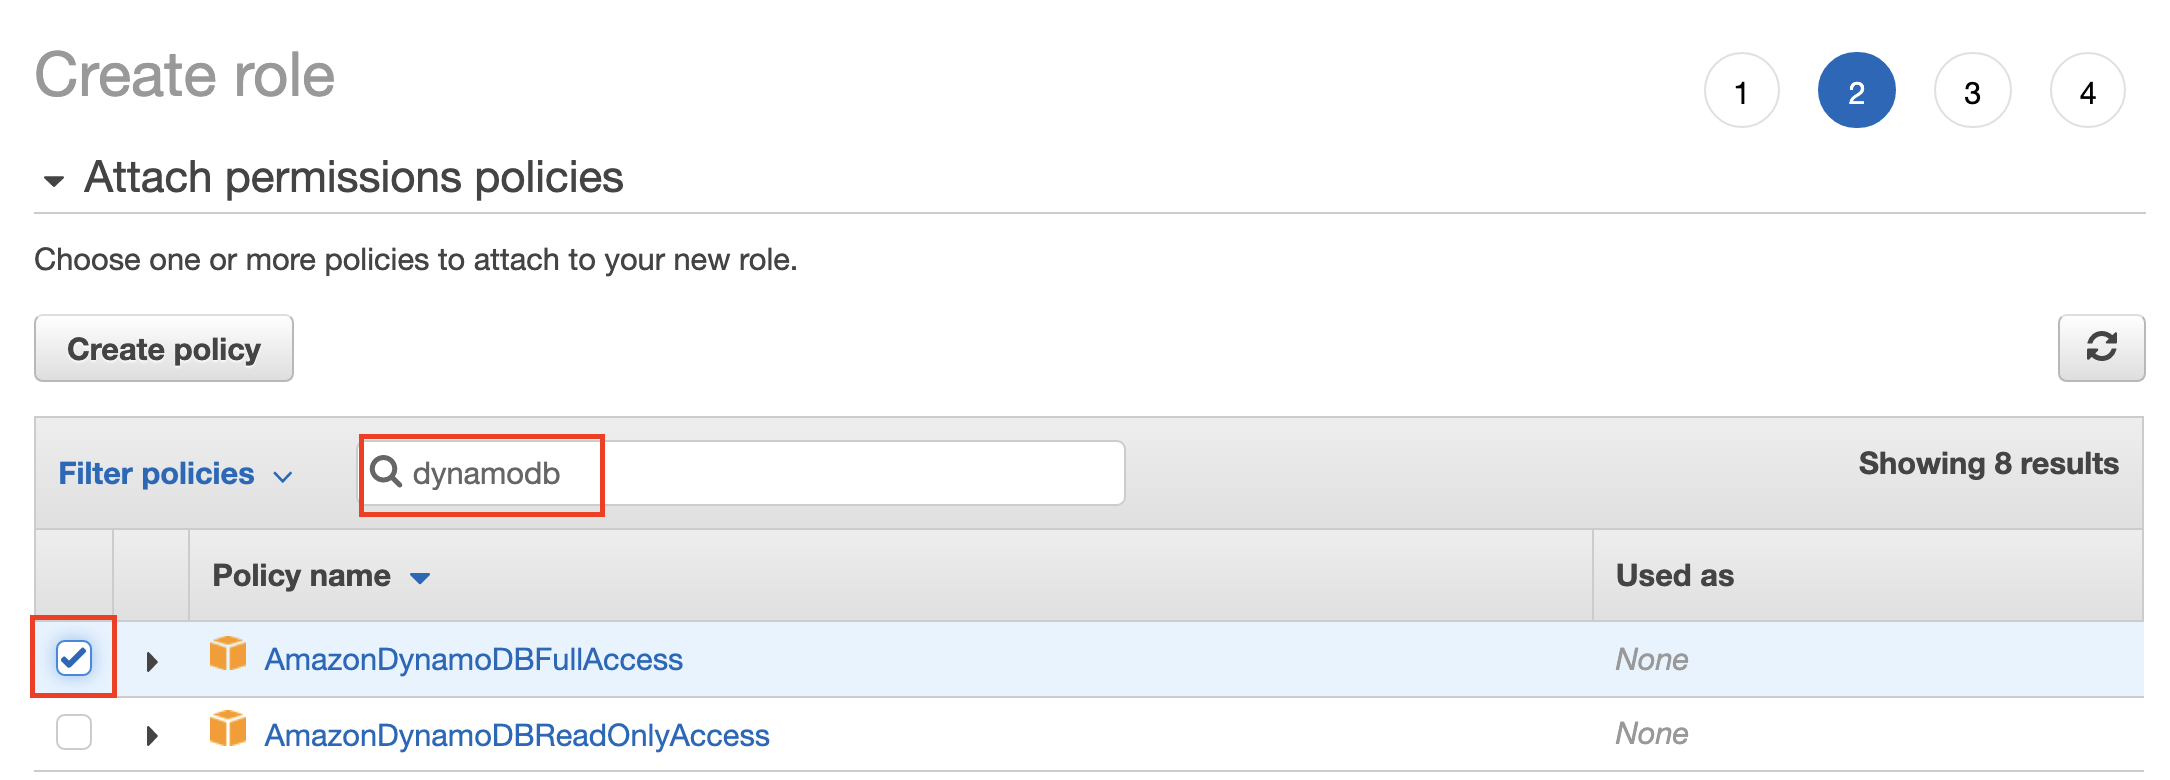 Create role
1 2 3 4
Attach permissions policies
Choose one or more policies to attach to your new role.
Create policy
Filter policies dynamodb Showing 8 results
Policy name Used as
AmazonDynamoDBFullAccess None
AmazonDynamoDBReadOnlyAccess None